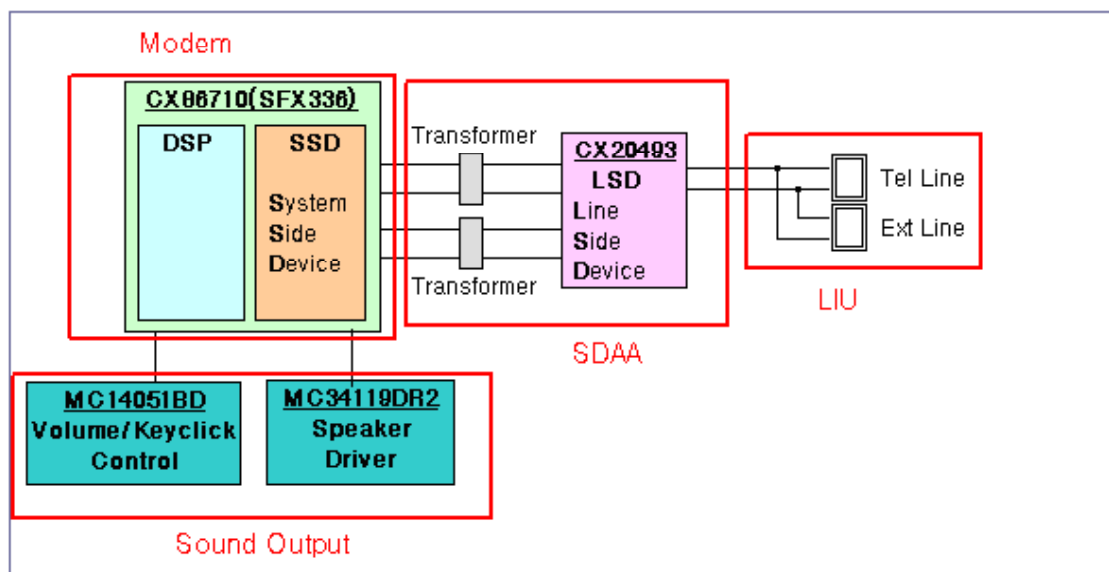 Modem
CX86710(SFX336)
DSP
SSD
System
Side
Device
Transformer
Transformer
CX20493
LSD
Line
Side
Device
Tel Line
Ext Line
LIU
SDAA
MC14051BD
Volume/Keyclick
Control
MC34119DR2
Speaker
Driver
Sound Output